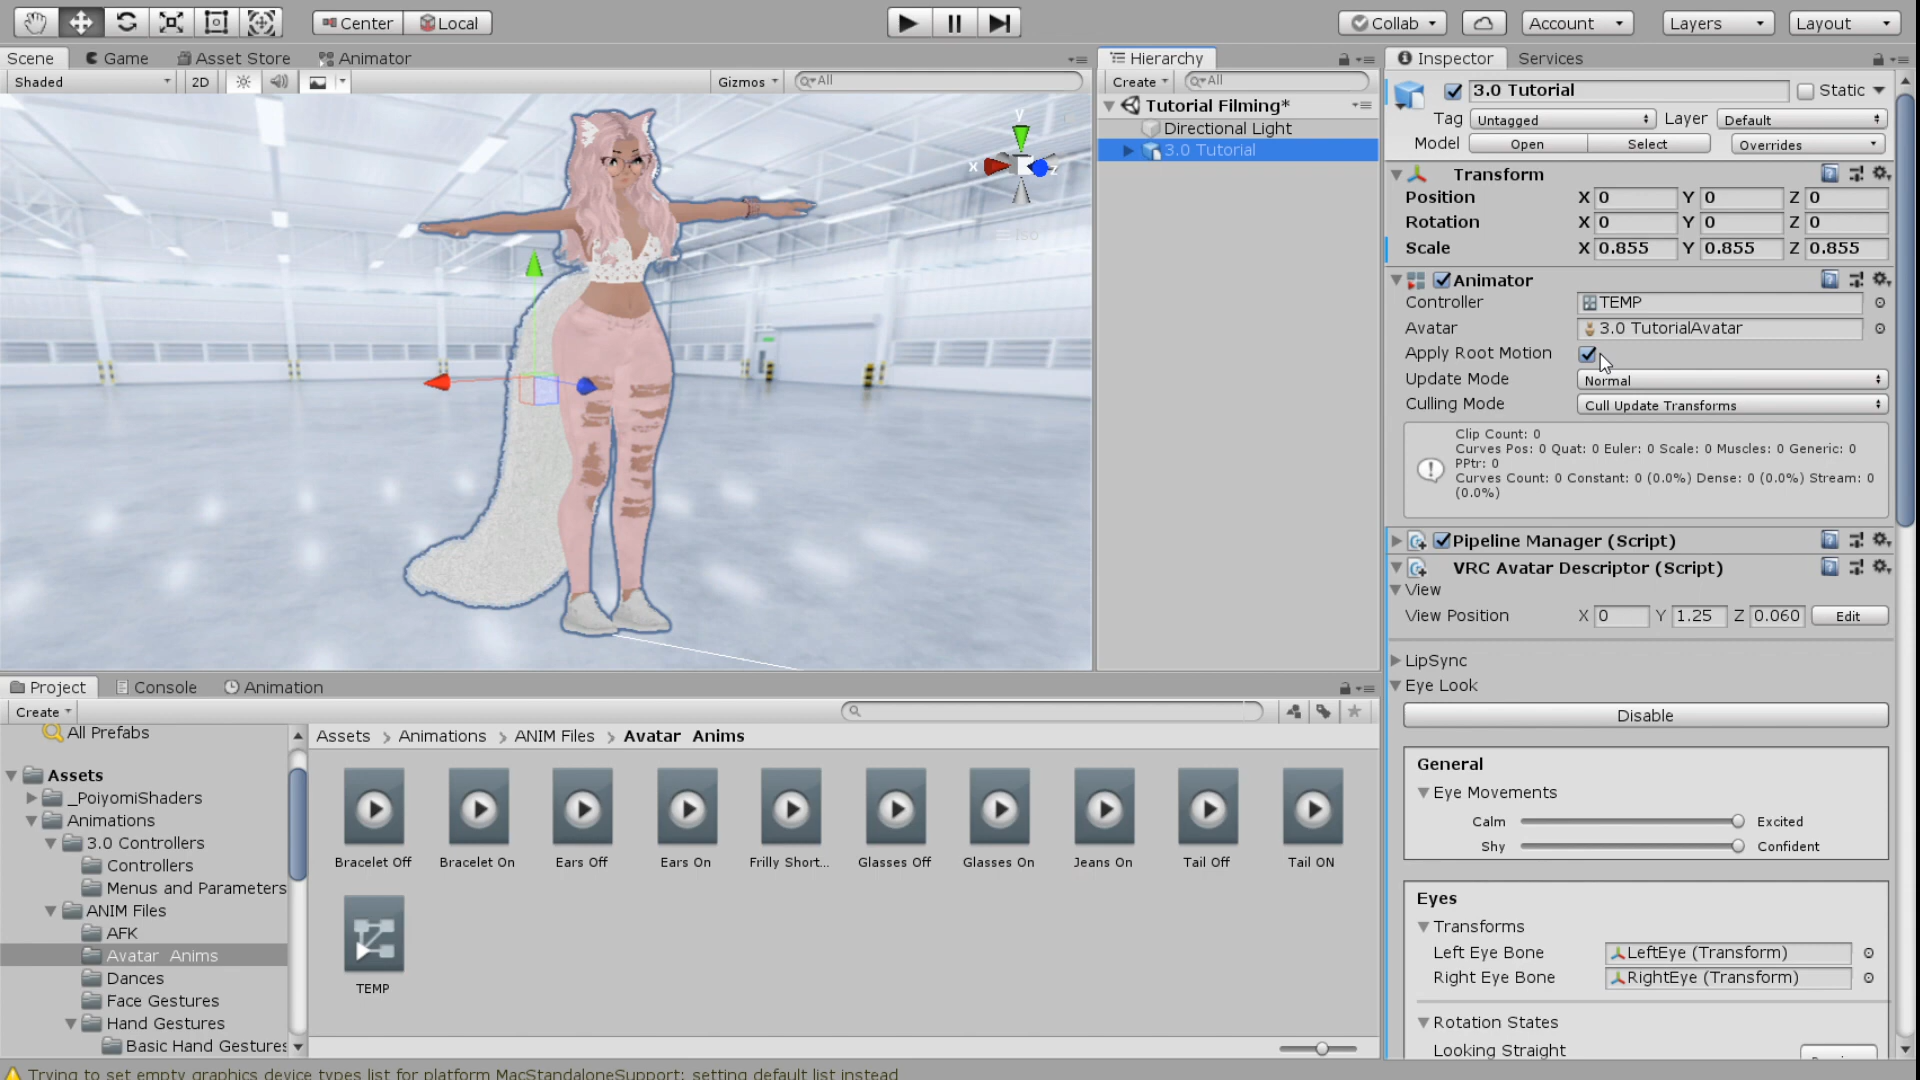 Center
Local
Collab
Account
Layers
Layout
Scene
Game
Asset Store
Animator
Shaded
2D
Gizmos
All
y
x
z
Iso
Hierarchy
Create
All
Tutorial Filming*
Directional Light
3.0 Tutorial
Inspector
Services
3.0 Tutorial
Static
Tag
Untagged
Layer
Default
Model
Open
Select
Overrides
Transform
Position X 0 Y 0 Z 0
Rotation X 0 Y 0 Z 0
Scale X 0.855 Y 0.855 Z 0.855
Animator
Controller TEMP
Avatar 3.0 TutorialAvatar
Apply Root Motion
Update Mode Normal
Culling Mode Cull Update Transforms
Clip Count: 0
Curves Pos: 0 Quat: 0 Euler: 0 Scale: 0 Muscles: 0 Generic: 0
PPtr: 0
Curves Count: 0 Constant: 0 (0.0%) Dense: 0 (0.0%) Stream: 0
(0.0%)
Pipeline Manager (Script)
VRC Avatar Descriptor (Script)
View
View Position X 0 Y 1.25 Z 0.060 Edit
LipSync
Eye Look
Disable
General
Eye Movements
Calm Excited
Shy Confident
Eyes
Transforms
Left Eye Bone LeftEye (Transform)
Right Eye Bone RightEye (Transform)
Rotation States
Looking Straight
Project
Console
Animation
Create
All Prefabs
Assets
_PoiyomiShaders
Animations
3.0 Controllers
Controllers
Menus and Parameters
ANIM Files
AFK
Avatar Anims
Dances
Face Gestures
Hand Gestures
Basic Hand Gestures
Assets > Animations > ANIM Files > Avatar Anims
Bracelet Off
Bracelet On
Ears Off
Ears On
Frilly Short...
Glasses Off
Glasses On
Jeans On
Tail Off
Tail ON
TEMP
Trying to set empty graphics device types list for platform MacStandaloneSupport; setting default list instead